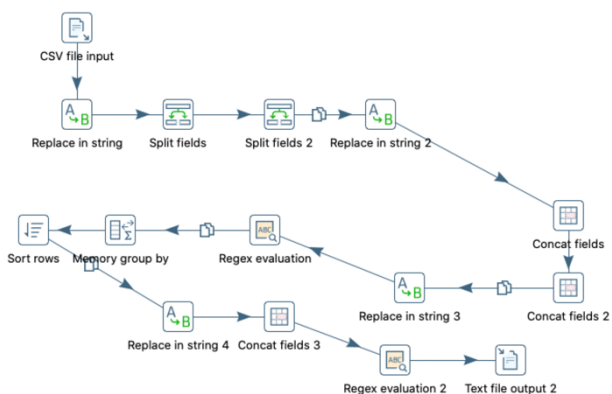 CSV file input
Replace in string
Split fields
Split fields 2
Replace in string 2
Concat fields
Sort rows
Memory group by
Regex evaluation
Replace in string 3
Concat fields 2
Replace in string 4
Concat fields 3
Regex evaluation 2
Text file output 2